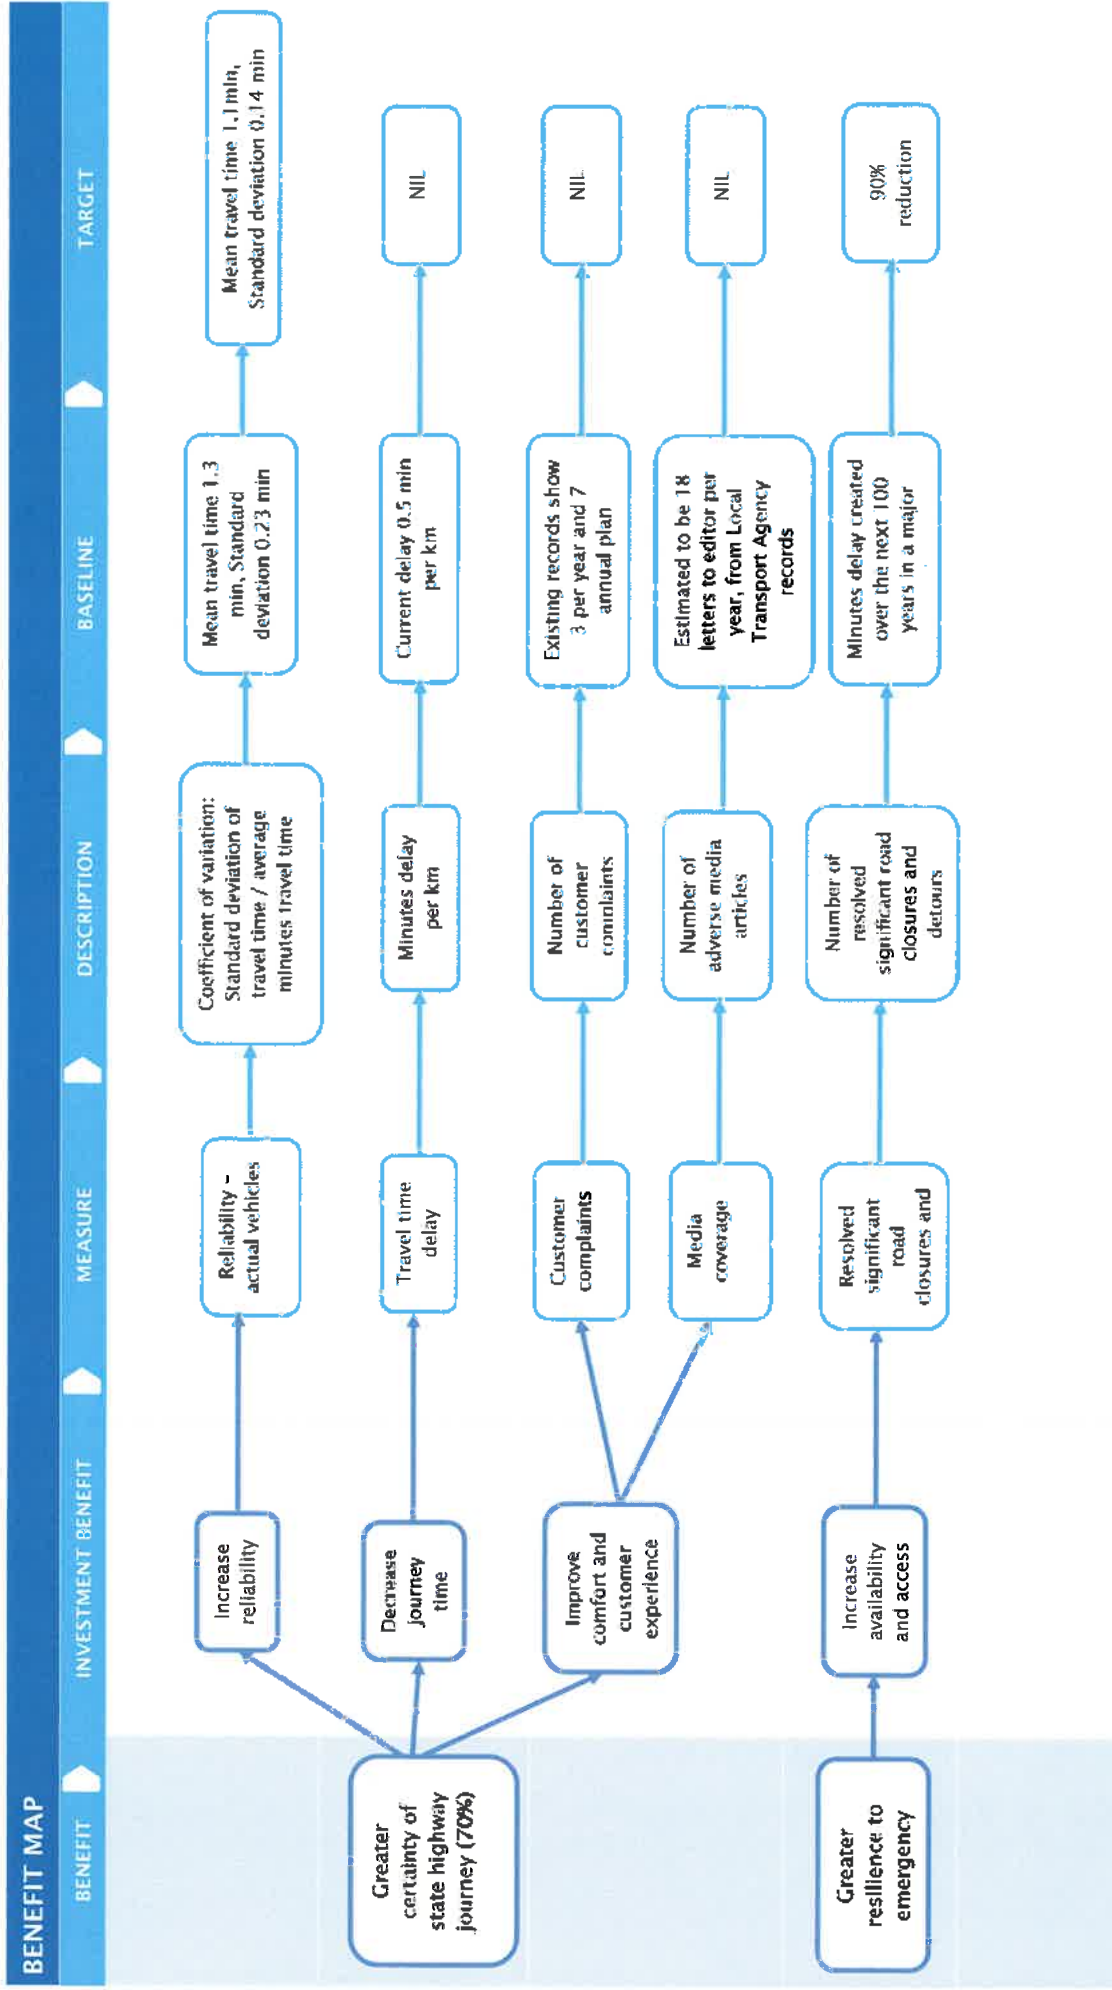 BENEFIT MAP
BENEFIT
INVESTMENT BENEFIT
MEASURE
DESCRIPTION
BASELINE
TARGET
Greater
certainty of
state highway
journey (70%)
Increase
reliability
Reliability –
actual vehicles
Coefficient of variation:
Standard deviation of
travel time / average
minutes travel time
Mean travel time 1.3
min, Standard
deviation 0.23 min
Mean travel time 1.1min,
Standard deviation 0.14 min
Decrease
journey
time
Travel time
delay
Minutes delay
per km
Current delay 0.5 min
per km
NIL
Improve
comfort and
customer
experience
Customer
complaints
Number of
customer
complaints
Existing records show
3 per year and 7
annual plan
NIL
Media
coverage
Number of
adverse media
articles
Estimated to be 18
letters to editor per
year, from Local
Transport Agency
records
NIL
Greater
resilience to
emergency
Increase
availability
and access
Resolved
significant
road
closures and
Number of
resolved
significant road
closures and
detours
Minutes delay created
over the next 100
years in a major
90%
reduction